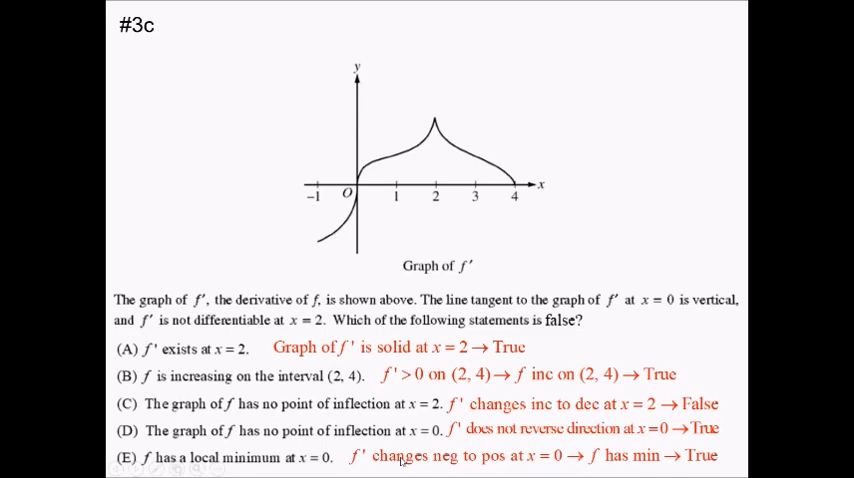 #3c
y
O
x
-1 1 2 3 4
Graph of f'
The graph of f', the derivative of f, is shown above. The line tangent to the graph of f' at x = 0 is vertical,
and f' is not differentiable at x = 2. Which of the following statements is false?
(A) f' exists at x = 2. Graph of f' is solid at x = 2 → True
(B) f is increasing on the interval (2, 4). f' > 0 on (2, 4) → f inc on (2, 4) → True
(C) The graph of f has no point of inflection at x = 2. f' changes inc to dec at x = 2 → False
(D) The graph of f has no point of inflection at x = 0. f' does not reverse direction at x = 0 → True
(E) f has a local minimum at x = 0. f' changes neg to pos at x = 0 → f has min → True